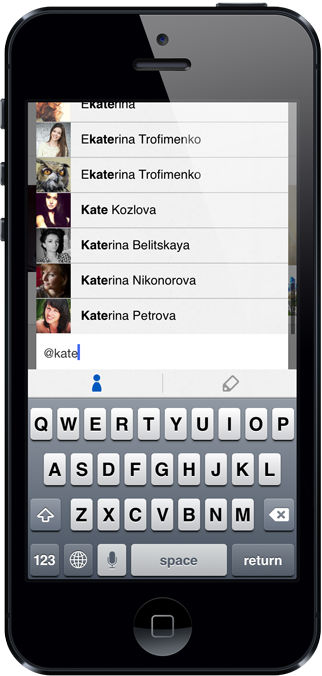 Ekaterina
Ekaterina Trofimenko
Ekaterina Trofimenko
Kate Kozlova
Katerina Belitskaya
Katerina Nikonorova
Katerina Petrova
@kate
Q W E R T Y U I O P
A S D F G H J K L
Z X C V B N M
123 space return